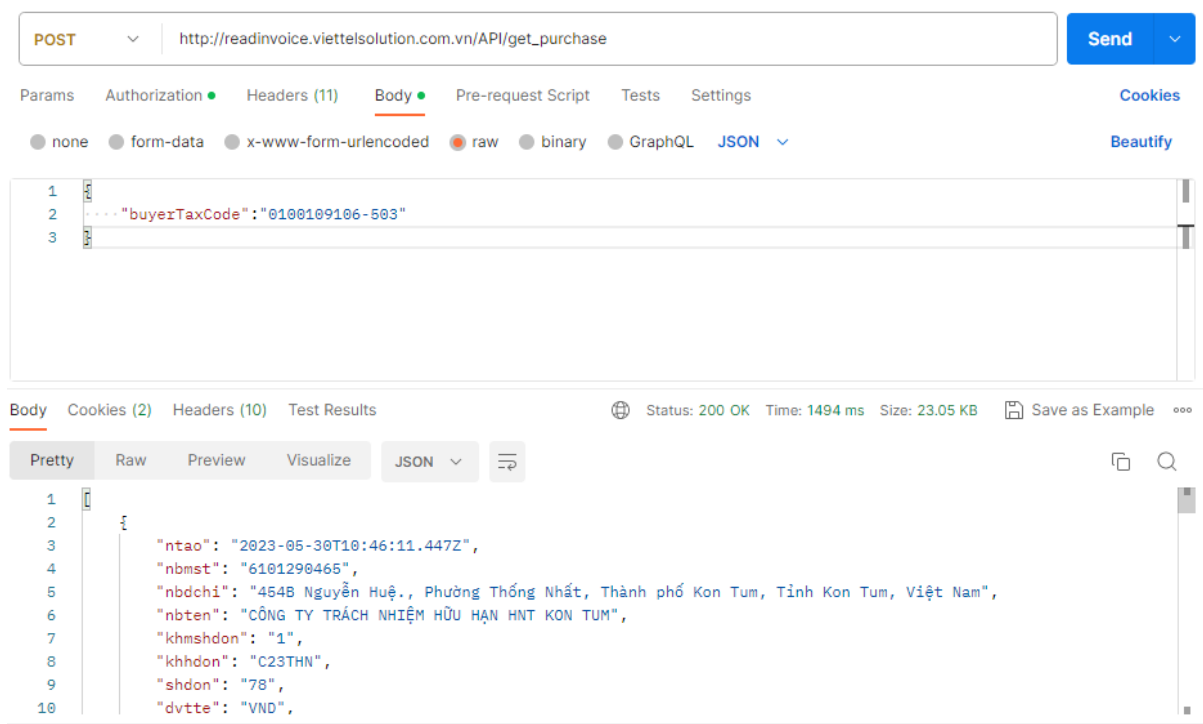 POST http://readinvoice.viettelsolution.com.vn/API/get_purchase Send
Params Authorization Headers (11) Body Pre-request Script Tests Settings Cookies
none form-data x-www-form-urlencoded raw binary GraphQL JSON Beautify
1 {
2 ····"buyerTaxCode":"0100109106-503"
3 }
Body Cookies (2) Headers (10) Test Results Status: 200 OK Time: 1494 ms Size: 23.05 KB Save as Example
Pretty Raw Preview Visualize JSON
1 [
2 {
3 "ntao": "2023-05-30T10:46:11.447Z",
4 "nbmst": "6101290465",
5 "nbdchi": "454B Nguyễn Huệ., Phường Thống Nhất, Thành phố Kon Tum, Tỉnh Kon Tum, Việt Nam",
6 "nbten": "CÔNG TY TRÁCH NHIỆM HỮU HẠN HNT KON TUM",
7 "khmshdon": "1",
8 "khhdon": "C23THN",
9 "shdon": "78",
10 "dvtte": "VND",